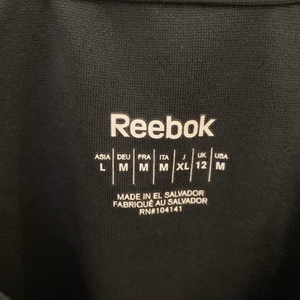 Reebok
ASIA | DEU | FRA | ITA | J | UK | USA
L | M | M | M | XL | 12 | M
MADE IN EL SALVADOR
FABRIQUÉ AU SALVADOR
RN#104141